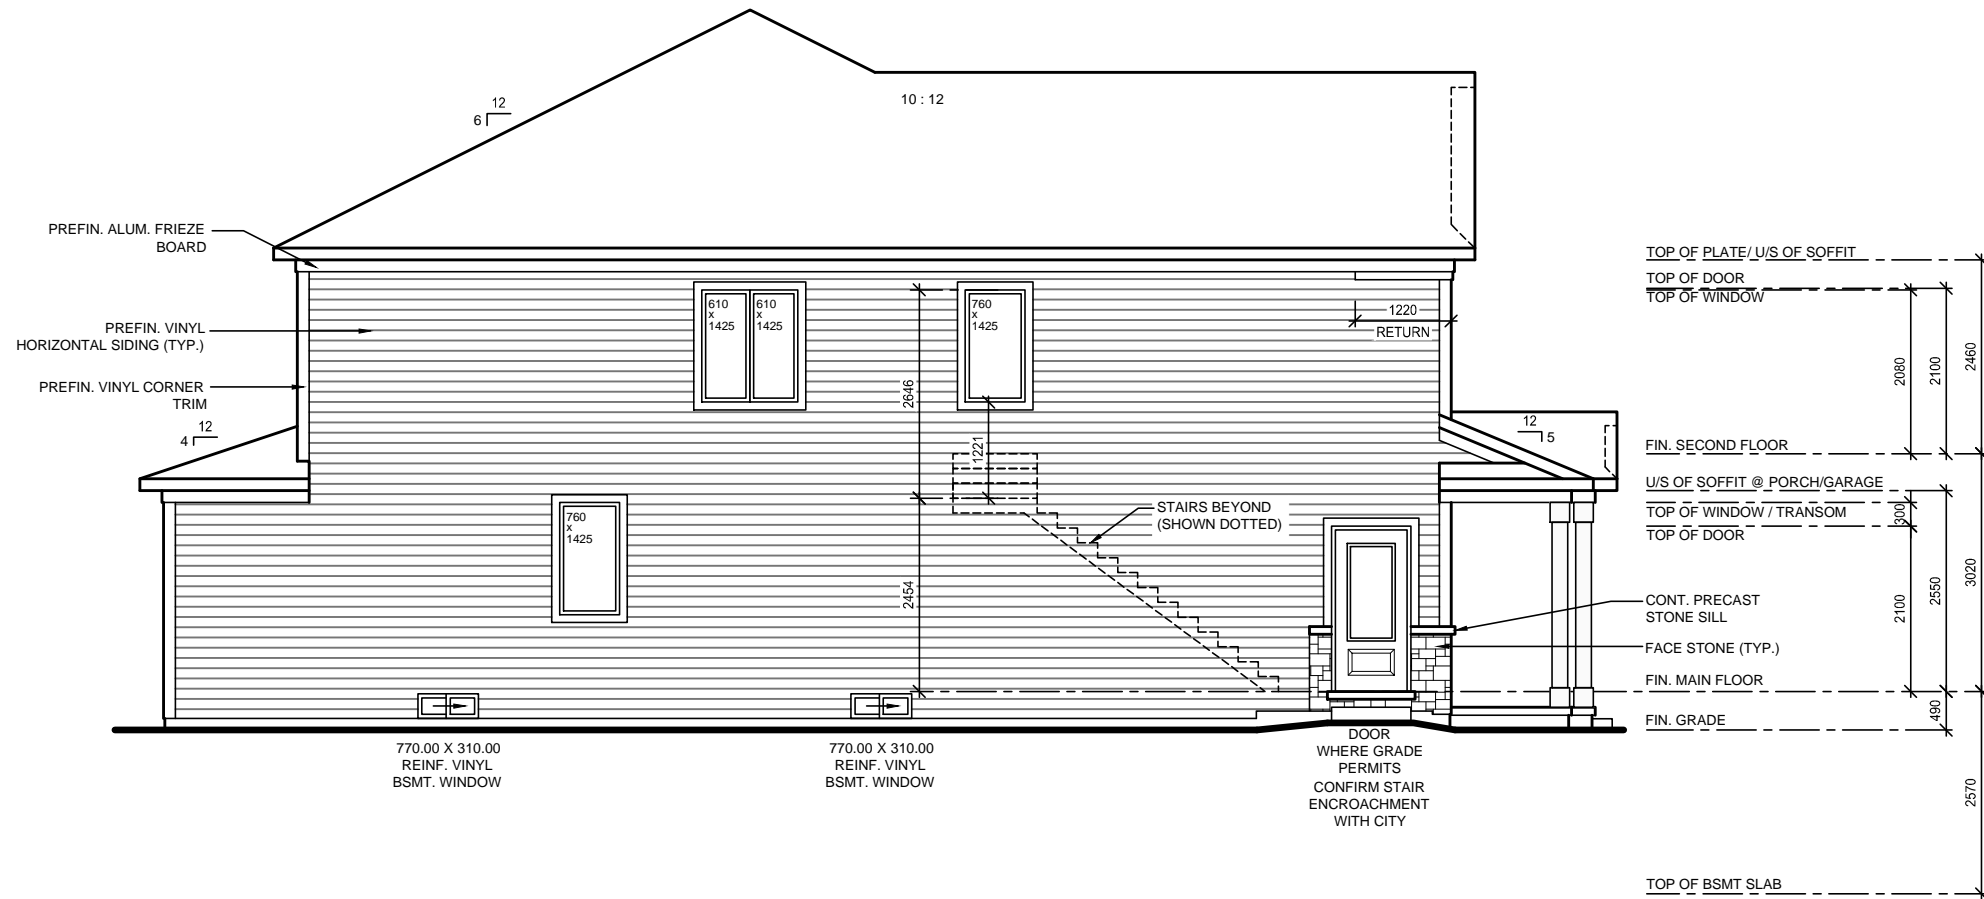 12
6
10 : 12
PREFIN. ALUM. FRIEZE
BOARD
PREFIN. VINYL
HORIZONTAL SIDING (TYP.)
PREFIN. VINYL CORNER
TRIM
12
4
610
x
1425
610
x
1425
760
x
1425
2646
1221
2454
1220
RETURN
760
x
1425
STAIRS BEYOND
(SHOWN DOTTED)
12
5
TOP OF PLATE/ U/S OF SOFFIT
TOP OF DOOR
TOP OF WINDOW
FIN. SECOND FLOOR
U/S OF SOFFIT @ PORCH/GARAGE
TOP OF WINDOW / TRANSOM
TOP OF DOOR
CONT. PRECAST
STONE SILL
FACE STONE (TYP.)
FIN. MAIN FLOOR
FIN. GRADE
TOP OF BSMT SLAB
2080
2100
2460
300
2100
2550
3020
490
2570
770.00 X 310.00
REINF. VINYL
BSMT. WINDOW
770.00 X 310.00
REINF. VINYL
BSMT. WINDOW
DOOR
WHERE GRADE
PERMITS
CONFIRM STAIR
ENCROACHMENT
WITH CITY